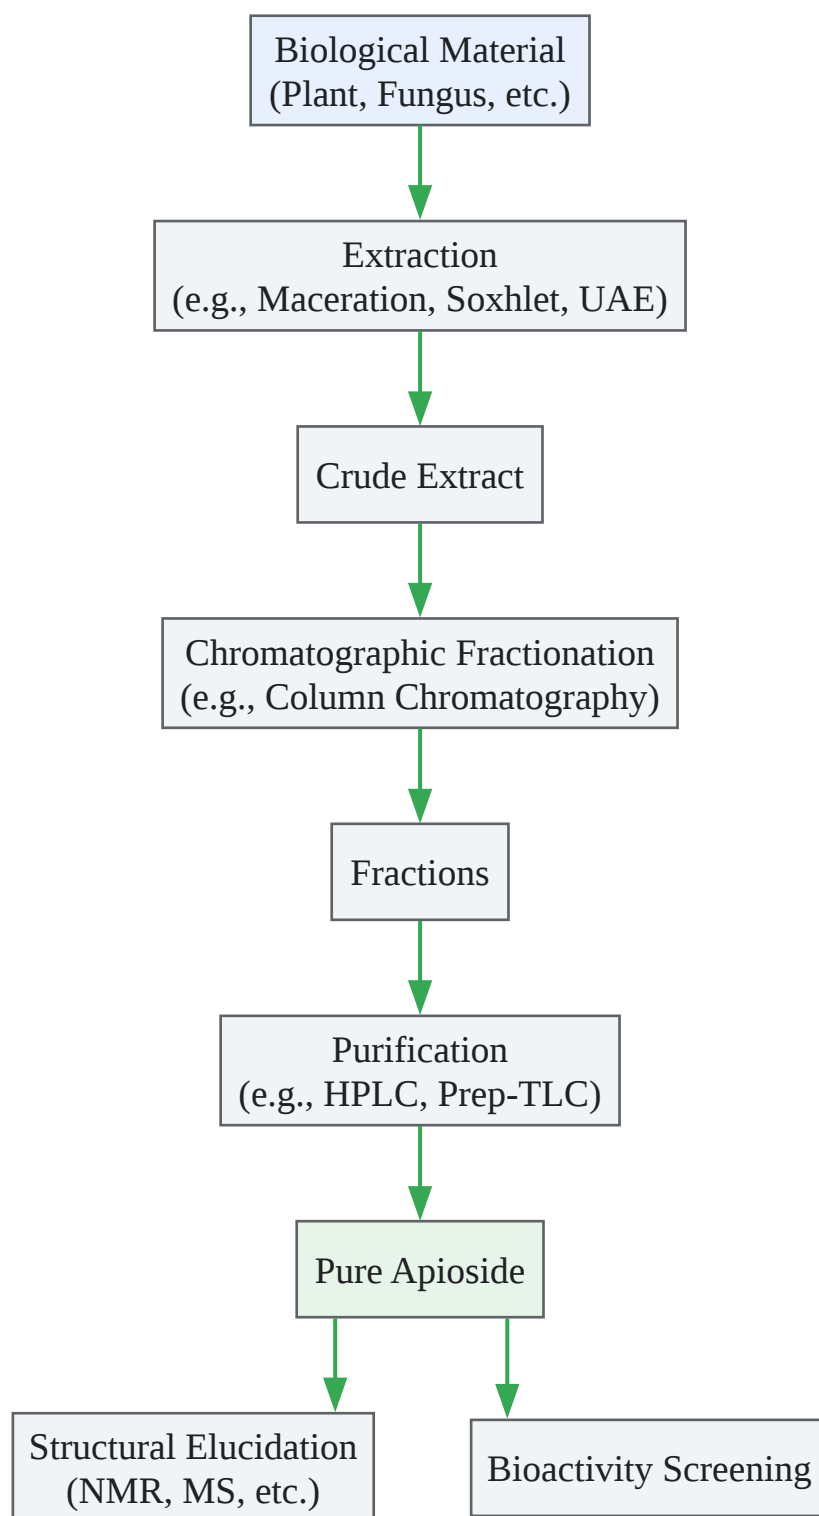 Biological Material
(Plant, Fungus, etc.)
Extraction
(e.g., Maceration, Soxhlet, UAE)
Crude Extract
Chromatographic Fractionation
(e.g., Column Chromatography)
Fractions
Purification
(e.g., HPLC, Prep-TLC)
Pure Apioside
Structural Elucidation
(NMR, MS, etc.)
Bioactivity Screening